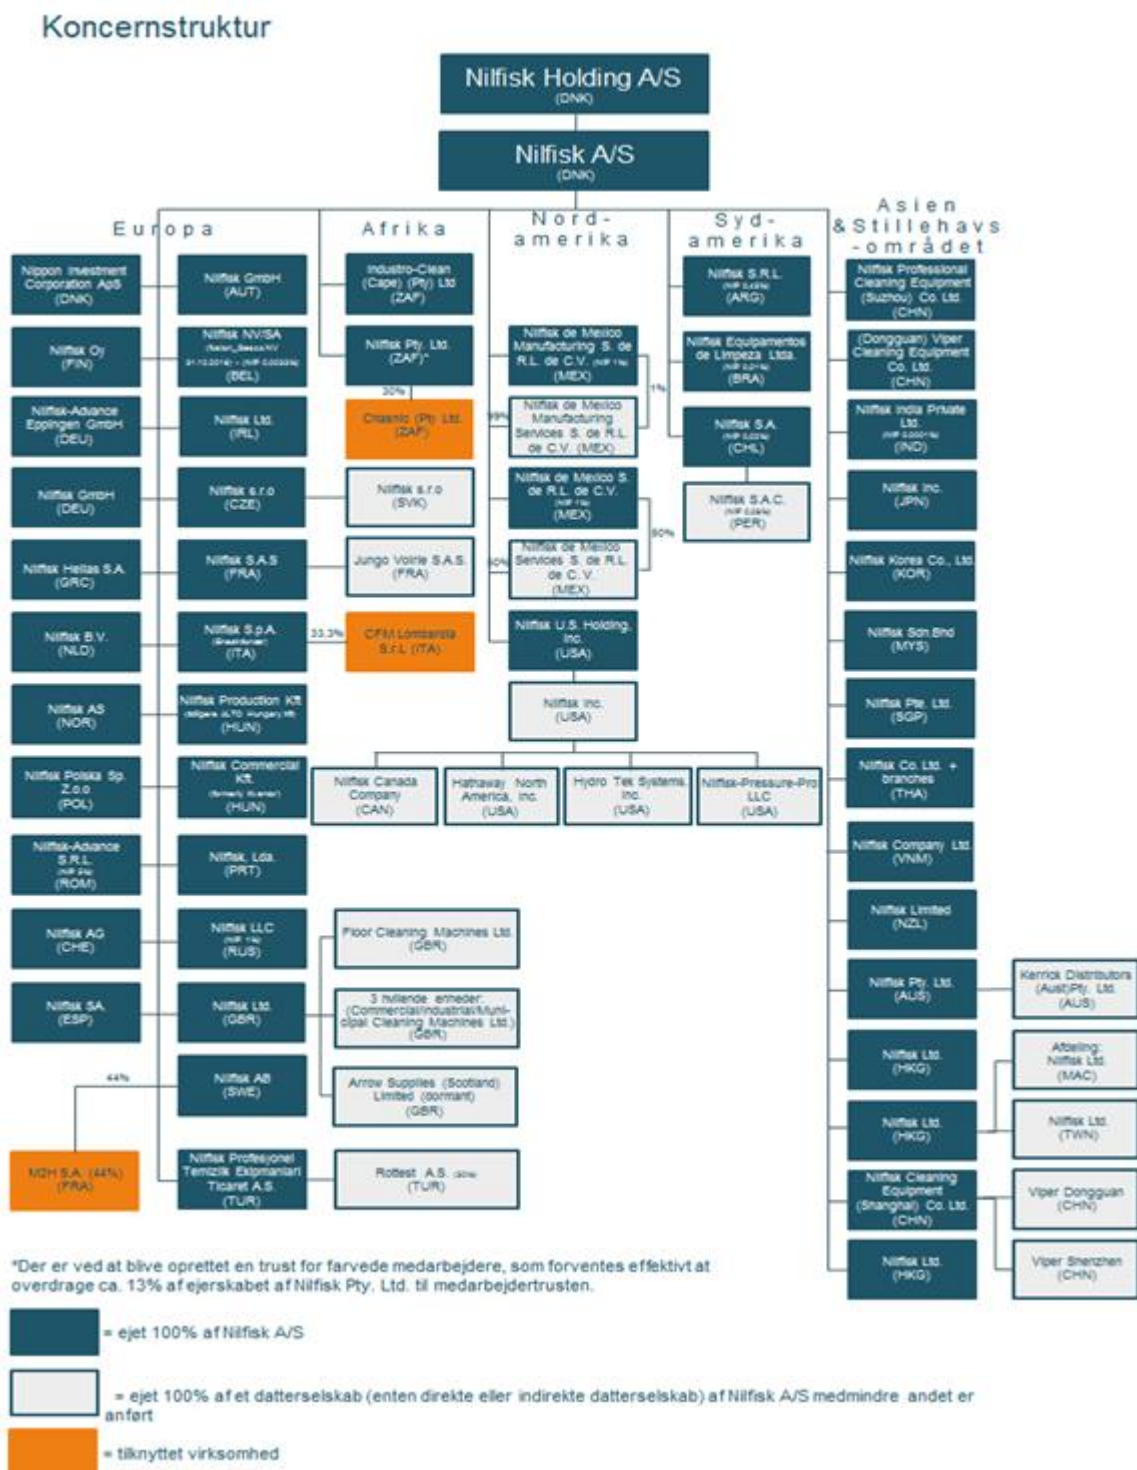 Koncernstruktur
Nilfisk Holding A/S
(DNK)
Nilfisk A/S
(DNK)
Europa
Afrika
Nord-
amerika
Syd-
amerika
Asien
&Stillehavs
-området
Nippon Investment
Corporation ApS
(DNK)
Nilfisk Oy
(FIN)
Nilfisk-Advance
Eppingen GmbH
(DEU)
Nilfisk GmbH
(DEU)
Nilfisk Hellas S.A.
(GRC)
Nilfisk B.V.
(NLD)
Nilfisk AS
(NOR)
Nilfisk Polska Sp.
Z.o.o
(POL)
Nilfisk-Advance
S.R.L.
(ROM)
Nilfisk AG
(CHE)
Nilfisk SA.
(ESP)
44%
M2H S.A. (44%)
(FRA)
Nilfisk GmbH
(AUT)
Nilfisk NV/SA
(BEL)
Nilfisk Ltd.
(IRL)
Nilfisk s.r.o
(CZE)
Nilfisk S.A.S
(FRA)
Nilfisk S.p.A.
(ITA)
Nilfisk Production Kft
(HUN)
Nilfisk Commercial
Kft.
(HUN)
Nilfisk, Lda.
(PRT)
Nilfisk LLC
(RUS)
Nilfisk Ltd.
(GBR)
Nilfisk AB
(SWE)
Nilfisk Profesjonel
Temizlik Ekipmanlari
Ticaret A.S.
(TUR)
Industro-Clean
(Cape) (Pty) Ltd
(ZAF)
Nilfisk Pty. Ltd.
(ZAF)*
30%
(Pty) Ltd.
(ZAF)
Nilfisk s.r.o
(SVK)
Jungo Voirie S.A.S.
(FRA)
33,3%
CFM Lombardia
S.r.L (ITA)
Floor Cleaning Machines Ltd.
(GBR)
3 hvilende enheder:
(Commercial/Industrial/Muni-
cipal Cleaning Machines Ltd.)
(GBR)
Arrow Supplies (Scotland)
Limited (dormant)
(GBR)
Rottest A.S.
(TUR)
Nilfisk de Mexico
Manufacturing S. de
R.L. de C.V.
(MEX)
1%
99%
Nilfisk de Mexico
Manufacturing
Services S. de R.L.
de C.V. (MEX)
Nilfisk de Mexico S.
de R.L. de C.V.
(MEX)
50%
50%
Nilfisk de Mexico
Services S. de R.L.
de C. V.
(MEX)
Nilfisk U.S. Holding,
Inc.
(USA)
Nilfisk Inc.
(USA)
Nilfisk Canada
Company
(CAN)
Hathaway North
America, Inc.
(USA)
Hydro Tek Systems,
Inc.
(USA)
Nilfisk-Pressure-Pro
LLC
(USA)
Nilfisk S.R.L.
(ARG)
Nilfisk Equipamentos
de Limpeza Ltda.
(BRA)
Nilfisk S.A.
(CHL)
Nilfisk S.A.C.
(PER)
Nilfisk Professional
Cleaning Equipment
(Suzhou) Co. Ltd.
(CHN)
(Dongguan) Viper
Cleaning Equipment
Co. Ltd.
(CHN)
Nilfisk India Private
Ltd.
(IND)
Nilfisk Inc.
(JPN)
Nilfisk Korea Co., Ltd.
(KOR)
Nilfisk Sdn.Bhd
(MYS)
Nilfisk Pte. Ltd.
(SGP)
Nilfisk Co. Ltd. +
branches
(THA)
Nilfisk Company Ltd.
(VNM)
Nilfisk Limited
(NZL)
Nilfisk Pty. Ltd.
(AUS)
Nilfisk Ltd.
(HKG)
Nilfisk Ltd.
(HKG)
Nilfisk Cleaning
Equipment
(Shanghai) Co. Ltd.
(CHN)
Nilfisk Ltd.
(HKG)
Kerrick Distributors
(Aust)Pty. Ltd.
(AUS)
Afdeling:
Nilfisk Ltd.
(MAC)
Nilfisk Ltd.
(TWN)
Viper Dongguan
(CHN)
Viper Shenzhen
(CHN)
*Der er ved at blive oprettet en trust for farvede medarbejdere, som forventes effektivt at
overdrage ca. 13% af ejerskabet af Nilfisk Pty. Ltd. til medarbejdertrusten.
= ejet 100% af Nilfisk A/S
= ejet 100% af et datterselskab (enten direkte eller indirekte datterselskab) af Nilfisk A/S medmindre andet er
anført
= tilknyttet virksomhed